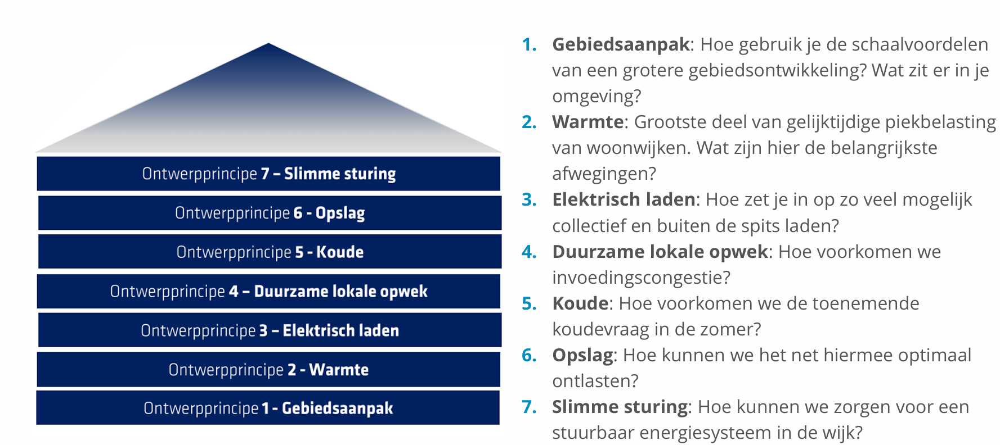 Ontwerpprincipe 7 – Slimme sturing
Ontwerpprincipe 6 - Opslag
Ontwerpprincipe 5 - Koude
Ontwerpprincipe 4 – Duurzame lokale opwek
Ontwerpprincipe 3 – Elektrisch laden
Ontwerpprincipe 2 - Warmte
Ontwerpprincipe 1 - Gebiedsaanpak
1. Gebiedsaanpak: Hoe gebruik je de schaalvoordelen
van een grotere gebiedsontwikkeling? Wat zit er in je
omgeving?
2. Warmte: Grootste deel van gelijktijdige piekbelasting
van woonwijken. Wat zijn hier de belangrijkste
afwegingen?
3. Elektrisch laden: Hoe zet je in op zo veel mogelijk
collectief en buiten de spits laden?
4. Duurzame lokale opwek: Hoe voorkomen we
invoedingscongestie?
5. Koude: Hoe voorkomen we de toenemende
koudevraag in de zomer?
6. Opslag: Hoe kunnen we het net hiermee optimaal
ontlasten?
7. Slimme sturing: Hoe kunnen we zorgen voor een
stuurbaar energiesysteem in de wijk?